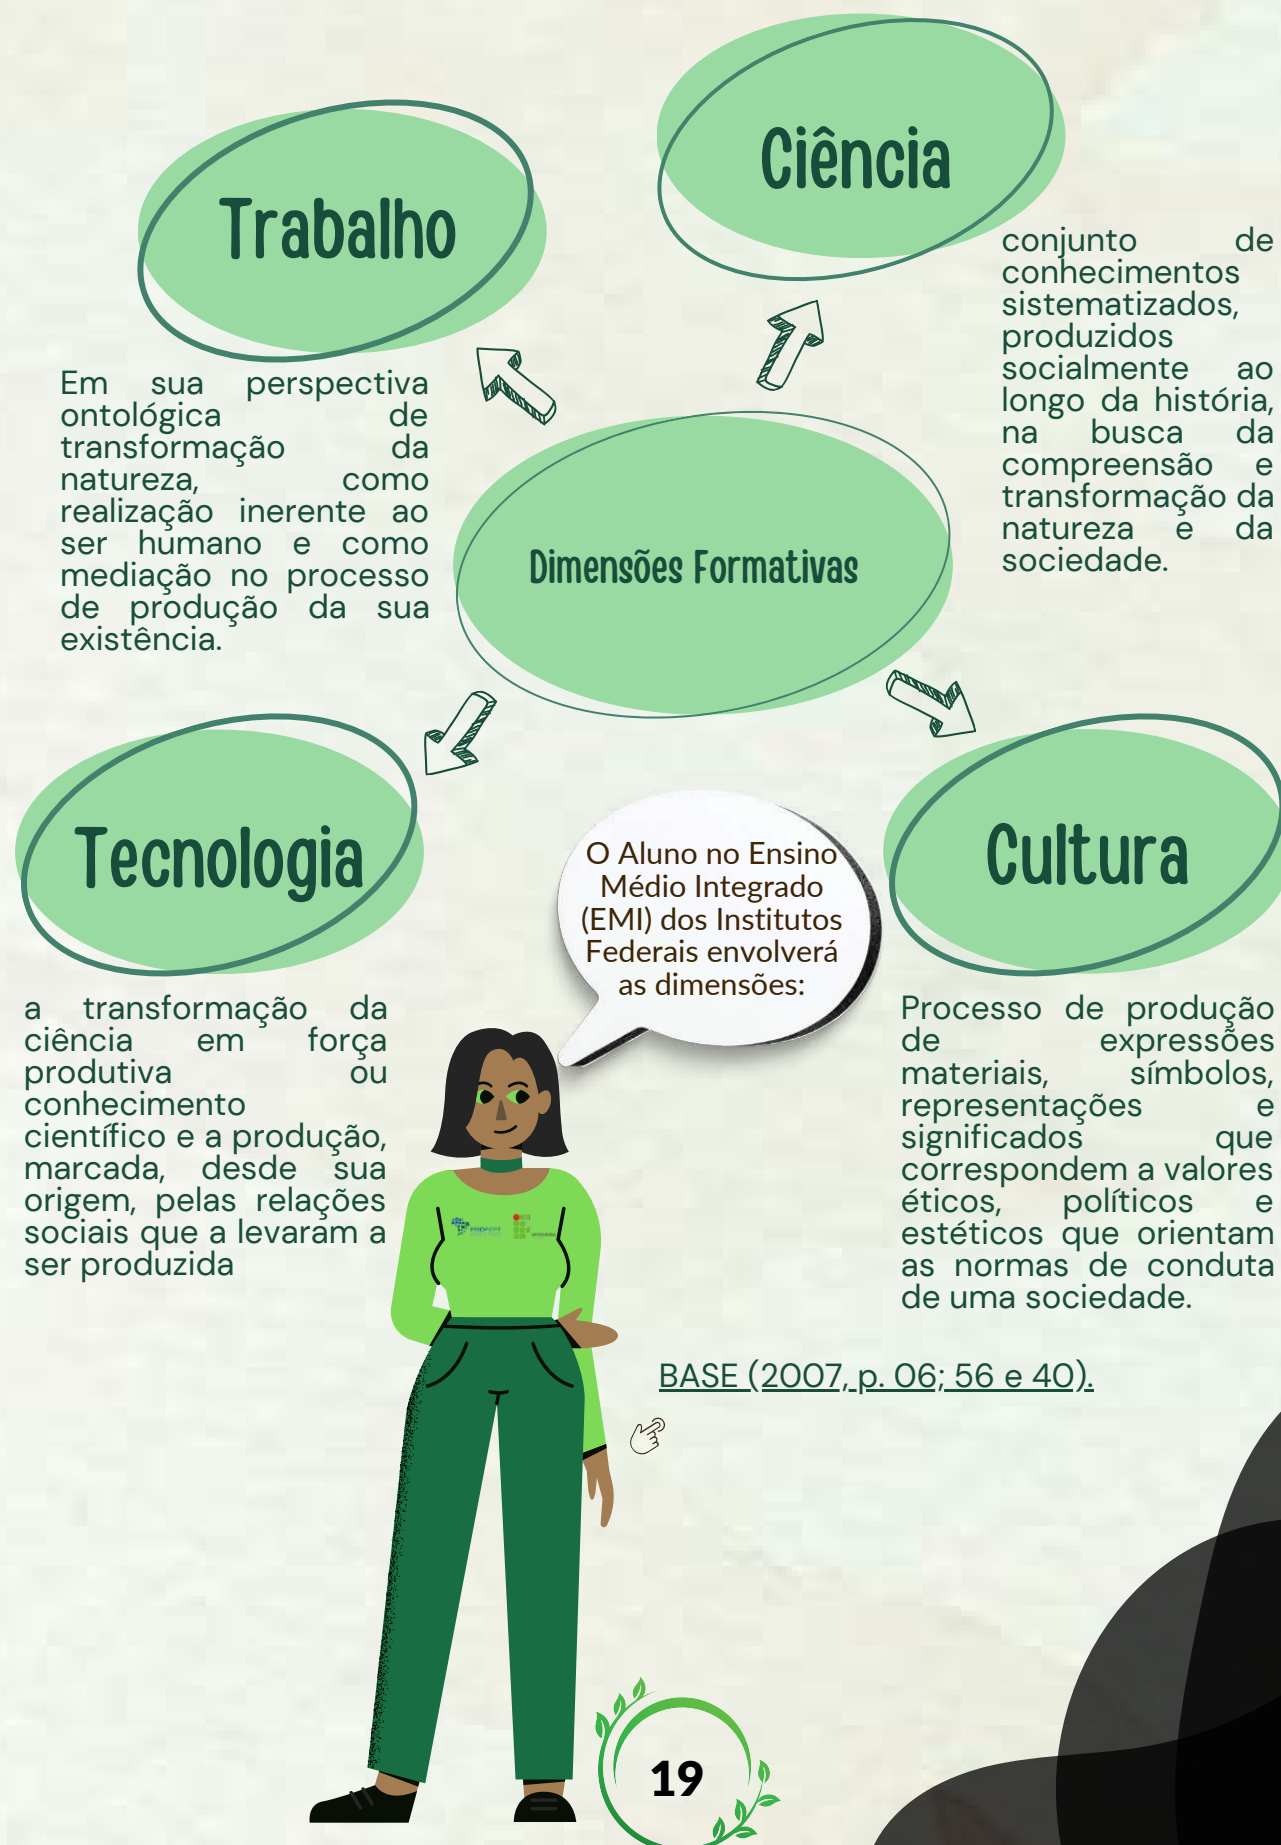 Trabalho
Em sua perspectiva
ontológica de
transformação da
natureza, como
realização inerente ao
ser humano e como
mediação no processo
de produção da sua
existência.
Ciência
conjunto de
conhecimentos
sistematizados,
produzidos
socialmente ao
longo da história,
na busca da
compreensão e
transformação da
natureza e da
sociedade.
Dimensões Formativas
Tecnologia
a transformação da
ciência em força
produtiva ou
conhecimento
científico e a produção,
marcada, desde sua
origem, pelas relações
sociais que a levaram a
ser produzida
O Aluno no Ensino
Médio Integrado
(EMI) dos Institutos
Federais envolverá
as dimensões:
Cultura
Processo de produção
de expressões
materiais, símbolos,
representações e
significados que
correspondem a valores
éticos, políticos e
estéticos que orientam
as normas de conduta
de uma sociedade.
BASE (2007, p. 06; 56 e 40).
19